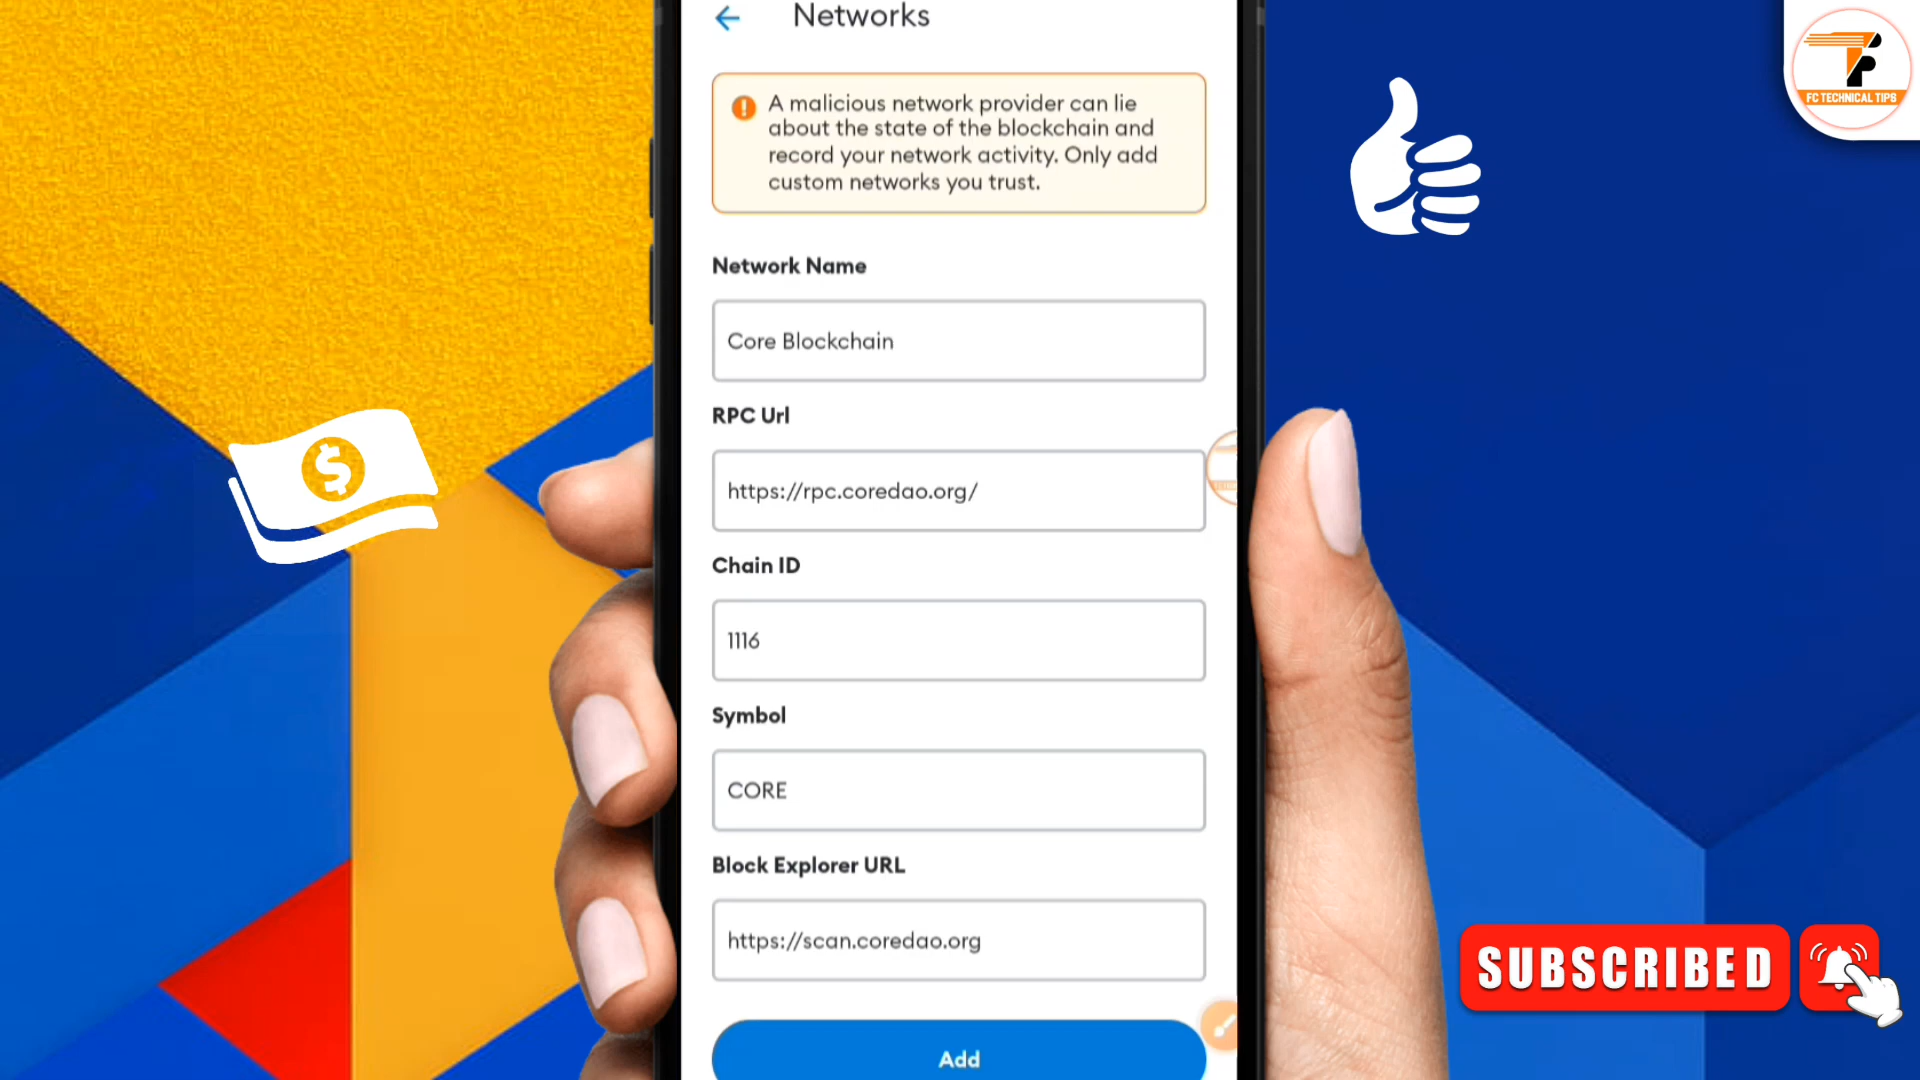 Networks
A malicious network provider can lie
about the state of the blockchain and
record your network activity. Only add
custom networks you trust.
Network Name
Core Blockchain
RPC Url
https://rpc.coredao.org/
Chain ID
1116
Symbol
CORE
Block Explorer URL
https://scan.coredao.org
Add
FC TECHNICAL TIPS
SUBSCRIBED